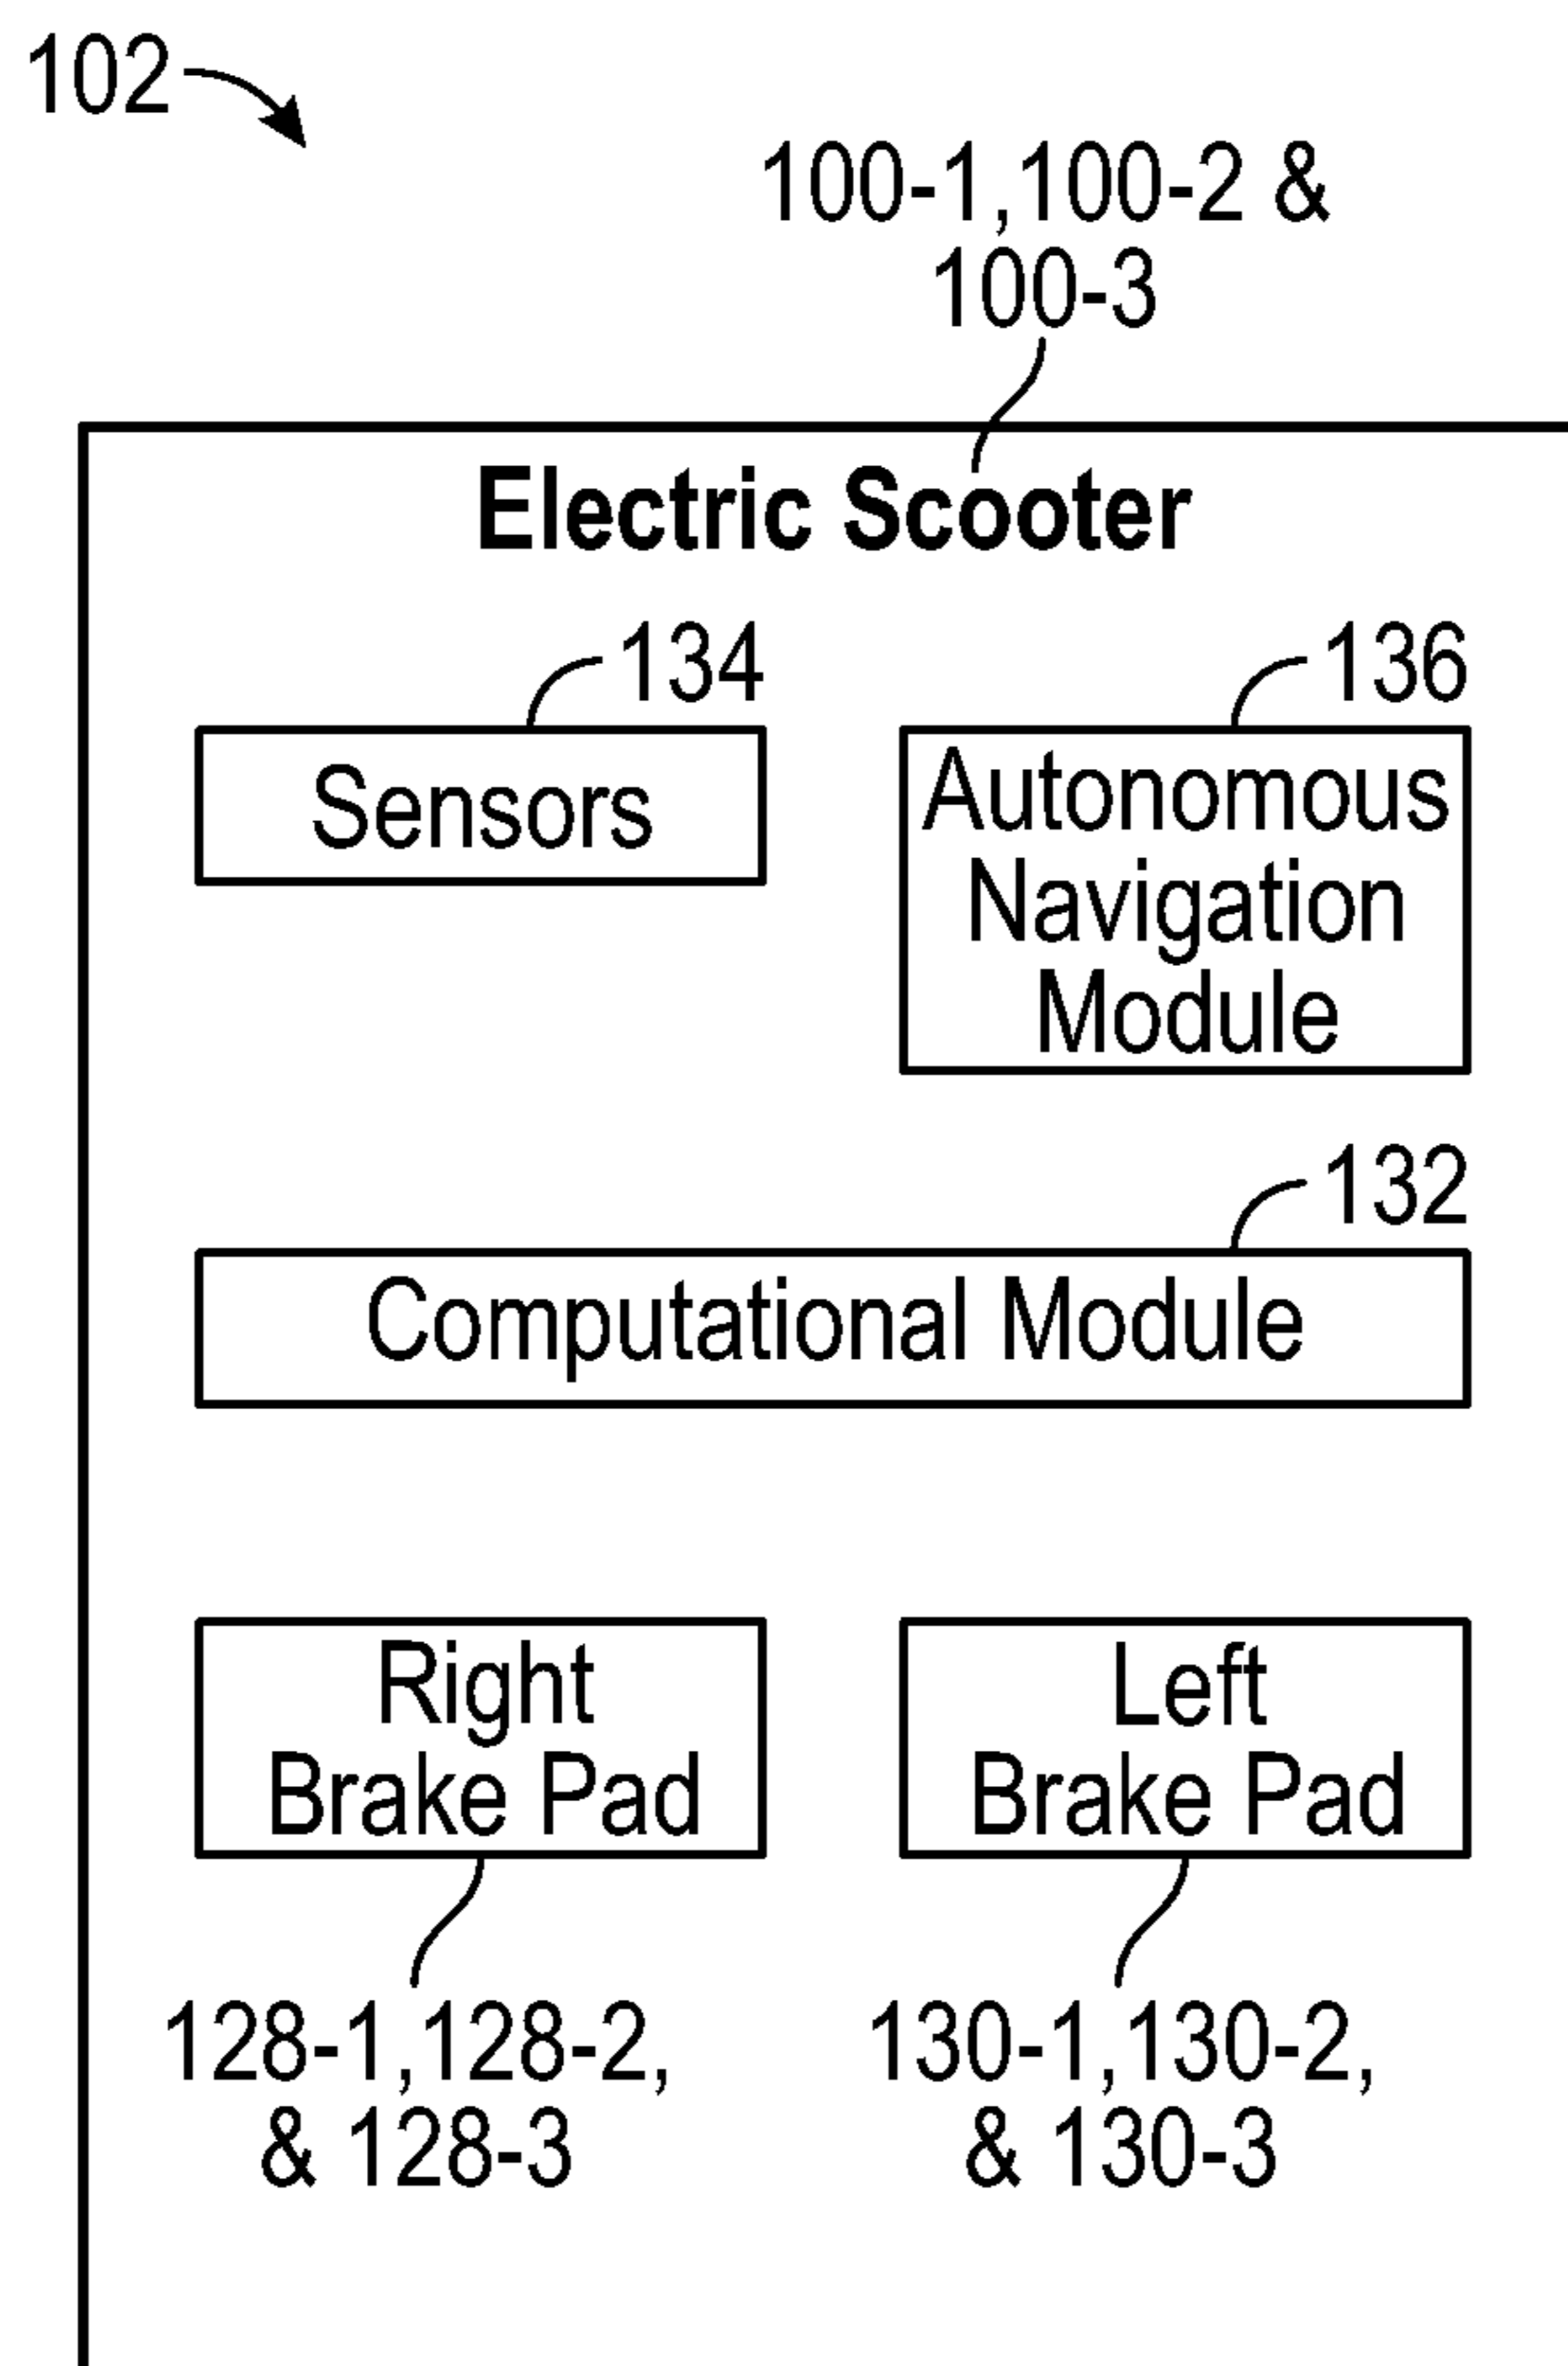 102
100-1,100-2 &
100-3
Electric Scooter
134
136
Sensors
Autonomous
Navigation
Module
132
Computational Module
Right
Brake Pad
Left
Brake Pad
128-1,128-2,
& 128-3
130-1,130-2,
& 130-3